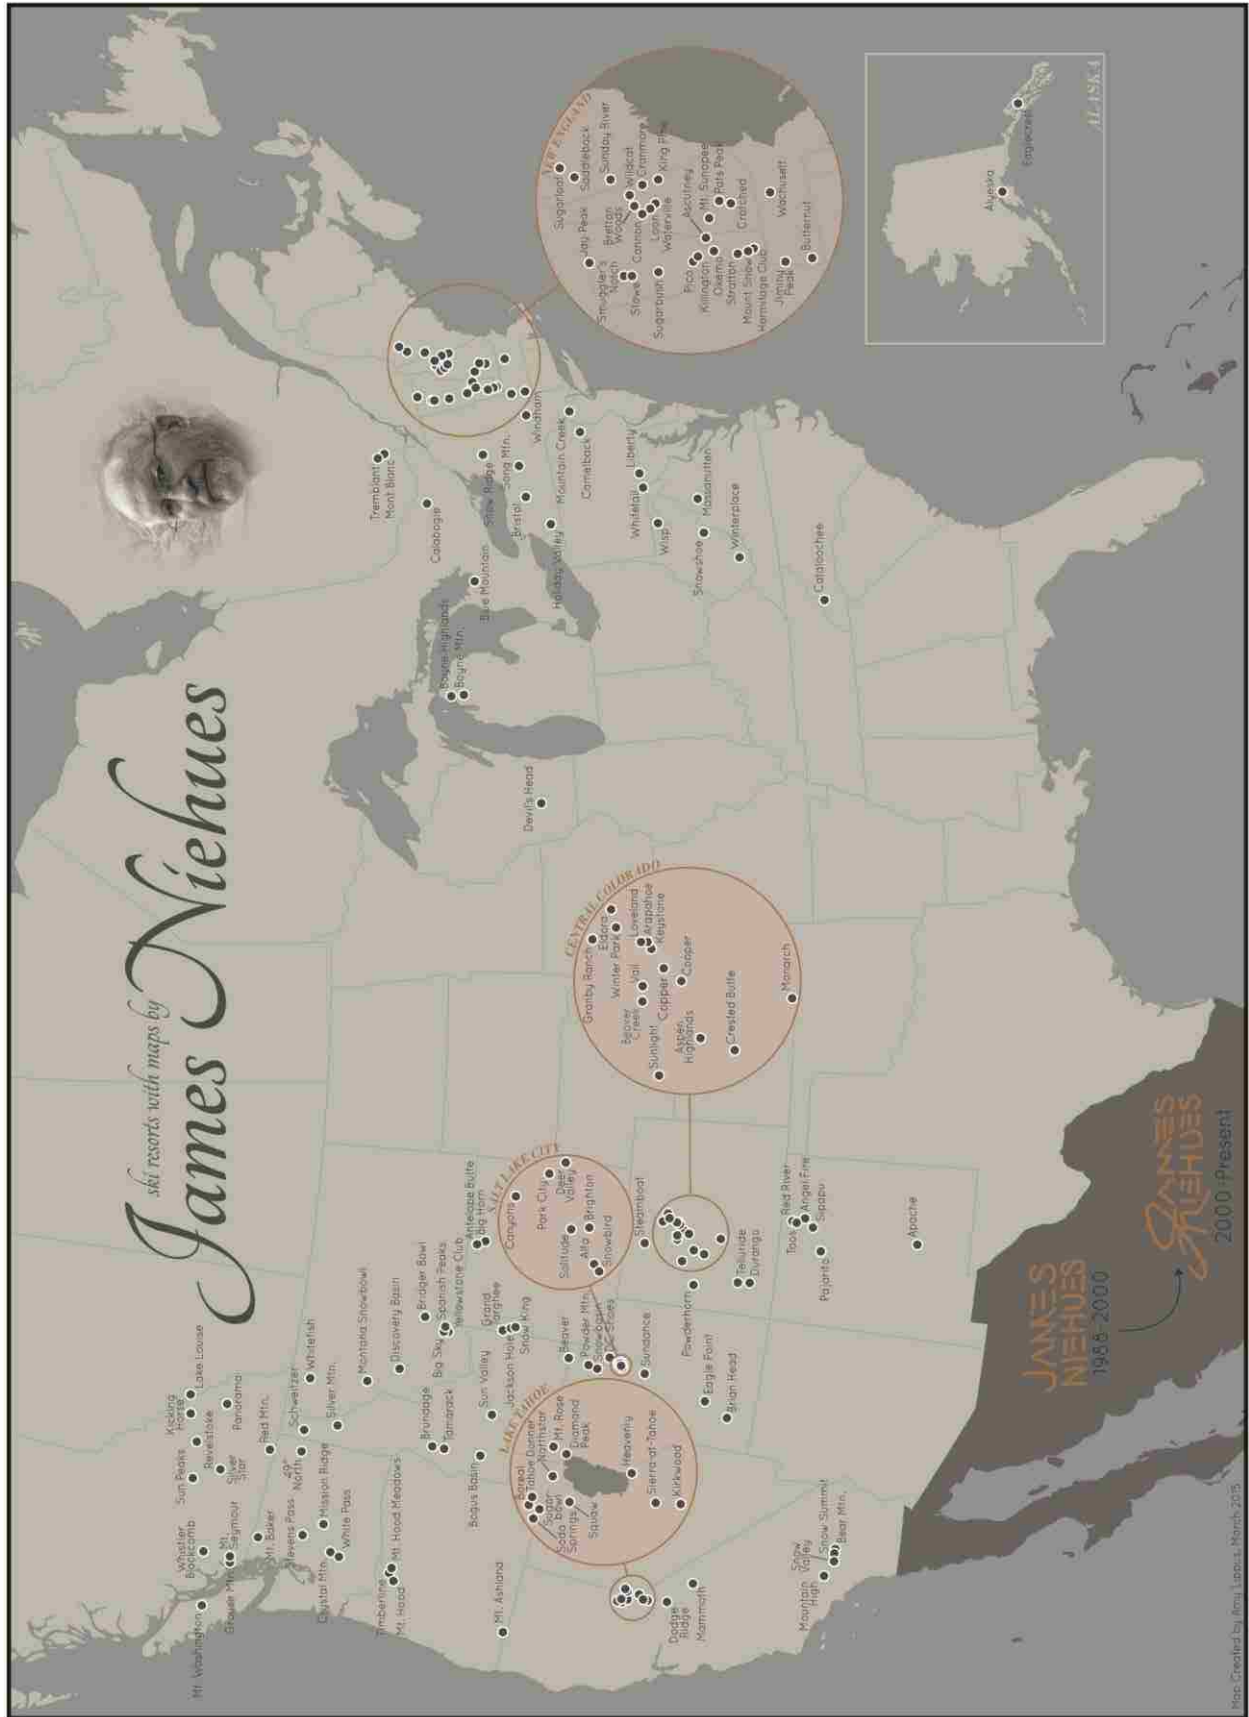 ski resorts with maps by
James Niehues
Mt. Washington
Whistler
Blackcomb
Grouse Mtn.
Mt.
Seymour
Sun Peaks
Silver
Star
Revelstoke
Kicking
Horse
Lake Louise
Panorama
Red Mtn.
Mt. Baker
Stevens Pass
49°
North
Schweitzer
Whitefish
Mission Ridge
Crystal Mtn.
White Pass
Silver Mtn.
Montana Snowbowl
Discovery Basin
Timberline
Mt. Hood
Mt. Hood Meadows
Brundage
Tamarack
Big Sky
Bridger Bowl
Spanish Peaks
Yellowstone Club
Antelope Butte
Big Horn
Bogus Basin
Sun Valley
Jackson Hole
Grand
Targhee
Snow King
Mt. Ashland
Beaver
Powder Mtn.
Snowbasin
Sundance
Steamboat
Powderhorn
Eagle Point
Brian Head
Telluride
Durango
Taos
Red River
Angel Fire
Sipapu
Pajarito
Apache
Dodge
Ridge
Mammoth
Mountain
High
Snow
Valley
Snow Summit
Bear Mtn.
LAKE TAHOE
Boreal
Tahoe Donner
Northstar
Mt. Rose
Diamond
Peak
Sugar
Bowl
Soda
Springs
Squaw
Heavenly
Sierra-at-Tahoe
Kirkwood
SALT LAKE CITY
Canyons
Park City
Deer
Valley
Solitude
Brighton
Alta
Snowbird
CENTRAL COLORADO
Granby Ranch
Eldora
Winter Park
Loveland
Arapahoe
Keystone
Vail
Beaver
Creek
Copper
Cooper
Sunlight
Aspen
Highlands
Crested Butte
Monarch
Devil's Head
Boyne Highlands
Boyne Mtn.
Blue Mountain
Calabogie
Tremblant
Mont Blanc
Snow Ridge
Song Mtn.
Bristol
Holiday Valley
Windham
Mountain Creek
Camelback
Whitetail
Liberty
Wisp
Snowshoe
Massanutten
Winterplace
Cataloochee
NEW ENGLAND
Sugarloaf
Saddleback
Sunday River
Jay Peak
Smuggler's
Notch
Stowe
Sugarbush
Bretton
Woods
Wildcat
Cranmore
King Pine
Cannon
Loon
Waterville
Ascutney
Mt. Sunapee
Pats Peak
Crotched
Pico
Killington
Okemo
Stratton
Mount Snow
Hermitage Club
Wachusett
Jiminy
Peak
Butternut
ALASKA
Alyeska
Eaglecrest
JAMES
NIEHUES
1988-2000
JAMES
NIEHUES
2000-Present
Map Created by Amy Lippus, March 2015